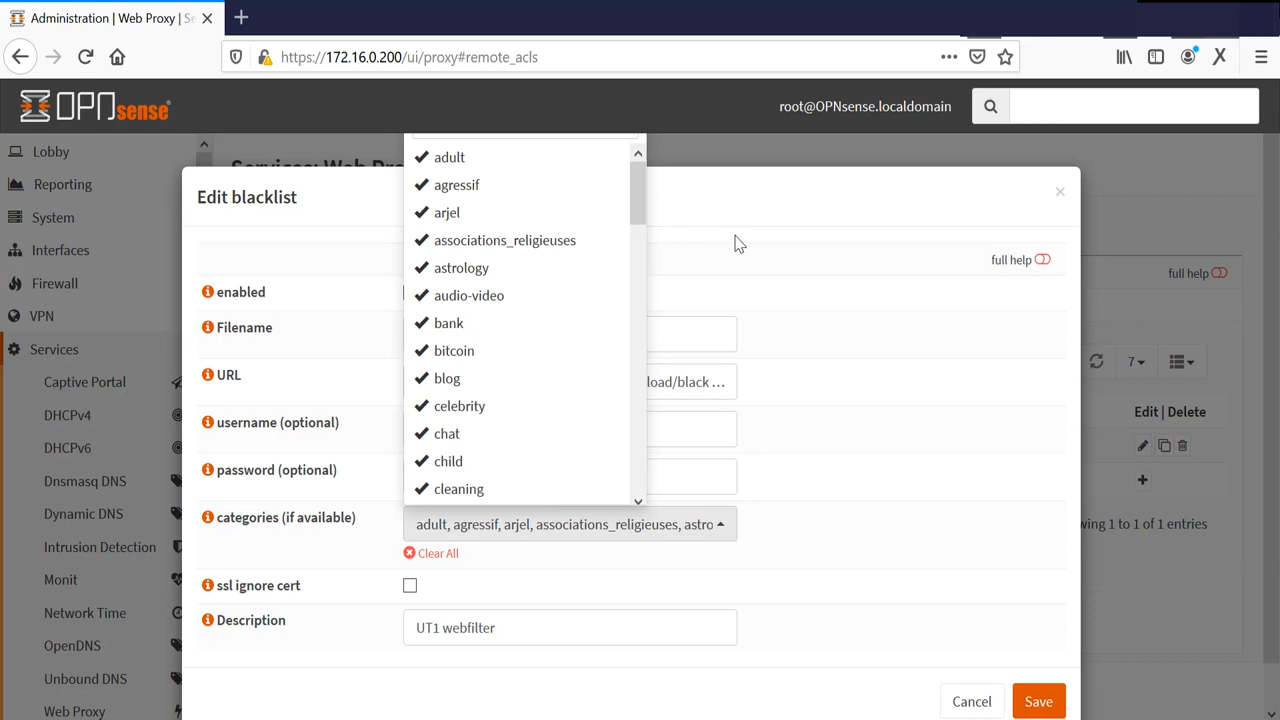 Administration | Web Proxy | Se
https://172.16.0.200/ui/proxy#remote_acls
OPNsense
root@OPNsense.localdomain
Lobby
Reporting
System
Interfaces
Firewall
VPN
Services
Captive Portal
DHCPv4
DHCPv6
Dnsmasq DNS
Dynamic DNS
Intrusion Detection
Monit
Network Time
OpenDNS
Unbound DNS
Web Proxy
Services: Web Pro
full help
7
Edit | Delete
wing 1 to 1 of 1 entries
Edit blacklist
full help
enabled
Filename
URL
load/black ...
username (optional)
password (optional)
categories (if available)
adult
agressif
arjel
associations_religieuses
astrology
audio-video
bank
bitcoin
blog
celebrity
chat
child
cleaning
adult, agressif, arjel, associations_religieuses, astro
Clear All
ssl ignore cert
Description
UT1 webfilter
Cancel
Save